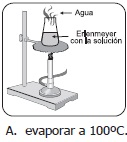 Agua
Erlenmeyer
con la solución
A. evaporar a 100ºC.